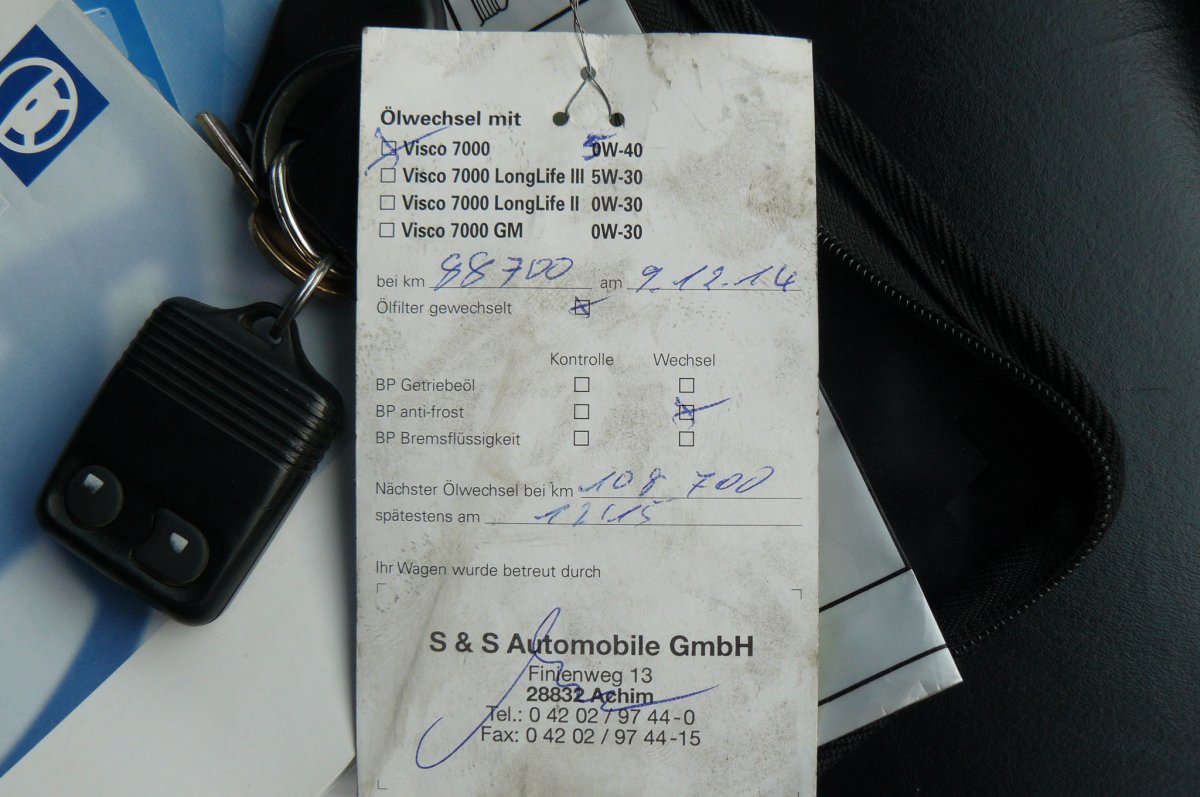 Ölwechsel mit
Visco 7000 5W-40
Visco 7000 LongLife III 5W-30
Visco 7000 LongLife II 0W-30
Visco 7000 GM 0W-30
bei km 88700 am 9.12.14
Ölfilter gewechselt
Kontrolle Wechsel
BP Getriebeöl
BP anti-frost
BP Bremsflüssigkeit
Nächster Ölwechsel bei km 108 700
spätestens am 12.15
Ihr Wagen wurde betreut durch
S & S Automobile GmbH
Finienweg 13
28832 Achim
Tel.: 0 42 02 / 97 44-0
Fax: 0 42 02 / 97 44-15